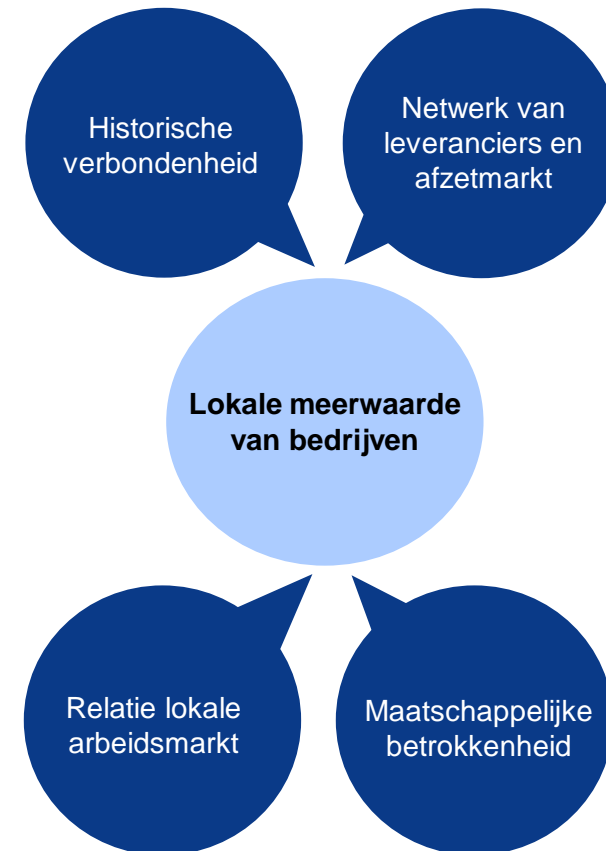 Historische
verbondenheid
Netwerk van
leveranciers en
afzetmarkt
Lokale meerwaarde
van bedrijven
Relatie lokale
arbeidsmarkt
Maatschappelijke
betrokkenheid